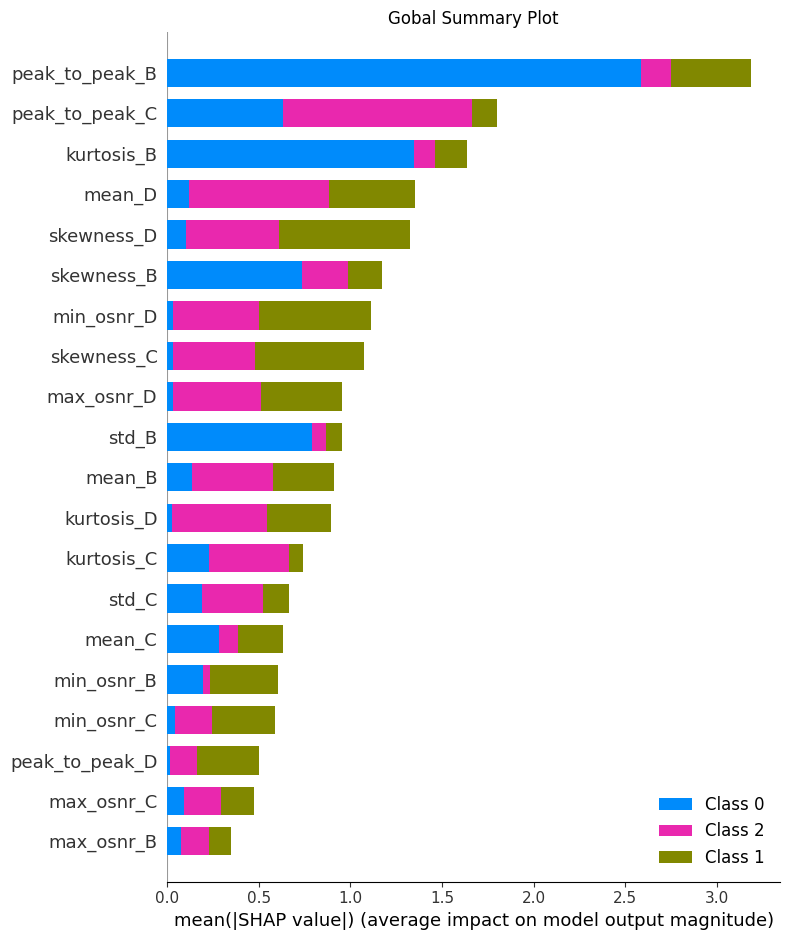 Gobal Summary Plot
peak_to_peak_B
peak_to_peak_C
kurtosis_B
mean_D
skewness_D
skewness_B
min_osnr_D
skewness_C
max_osnr_D
std_B
mean_B
kurtosis_D
kurtosis_C
std_C
mean_C
min_osnr_B
min_osnr_C
peak_to_peak_D
max_osnr_C
max_osnr_B
Class 0
Class 2
Class 1
0.0 0.5 1.0 1.5 2.0 2.5 3.0
mean(|SHAP value|) (average impact on model output magnitude)